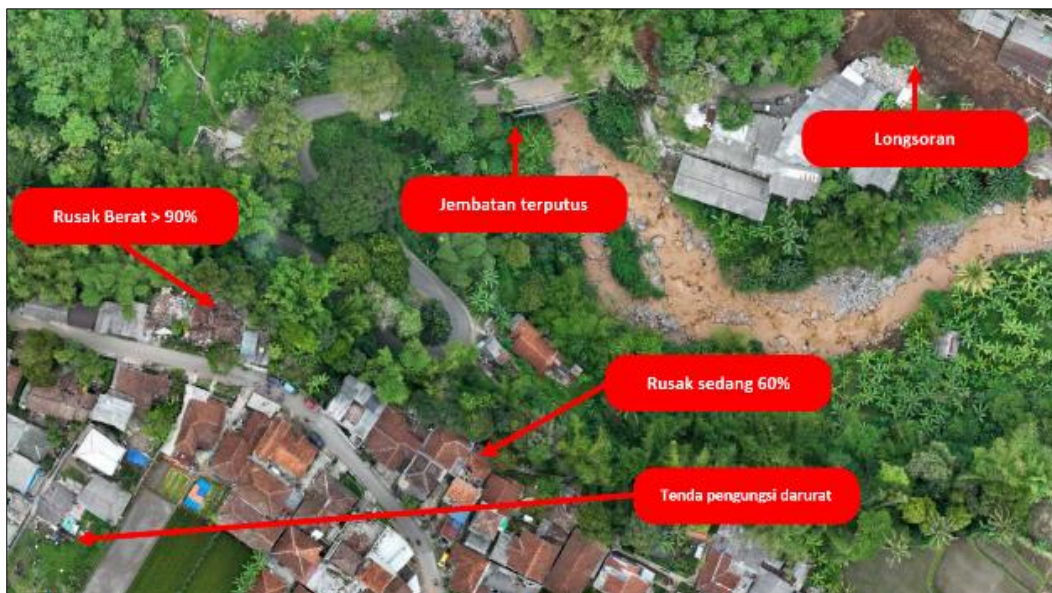 Longsoran
Jembatan terputus
Rusak Berat > 90%
Rusak sedang 60%
Tenda pengungsi darurat